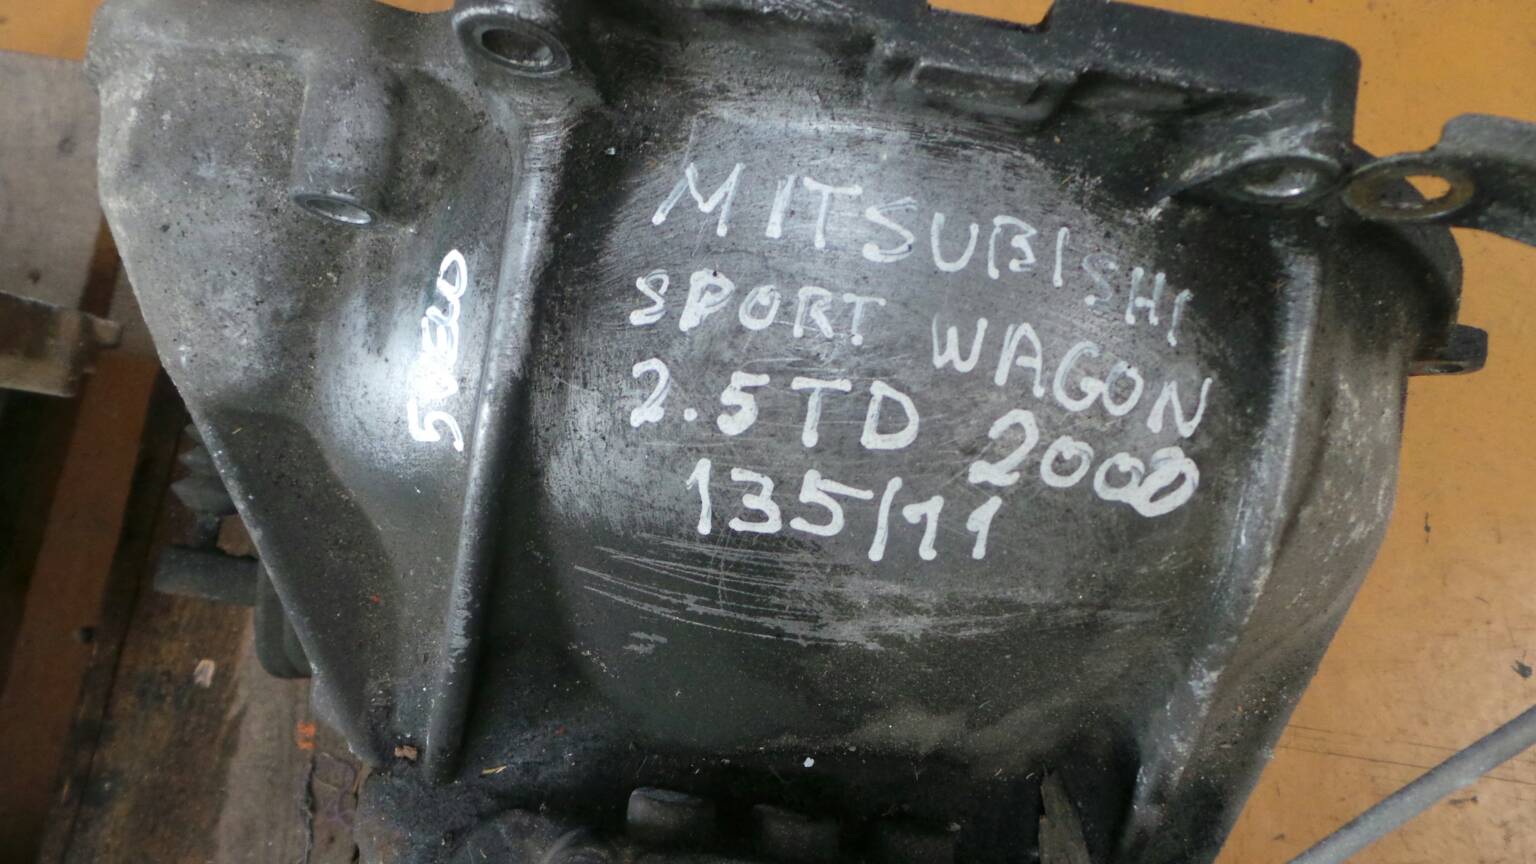 MITSUBISHI
SPORT WAGON
2.5TD 2000
135/11